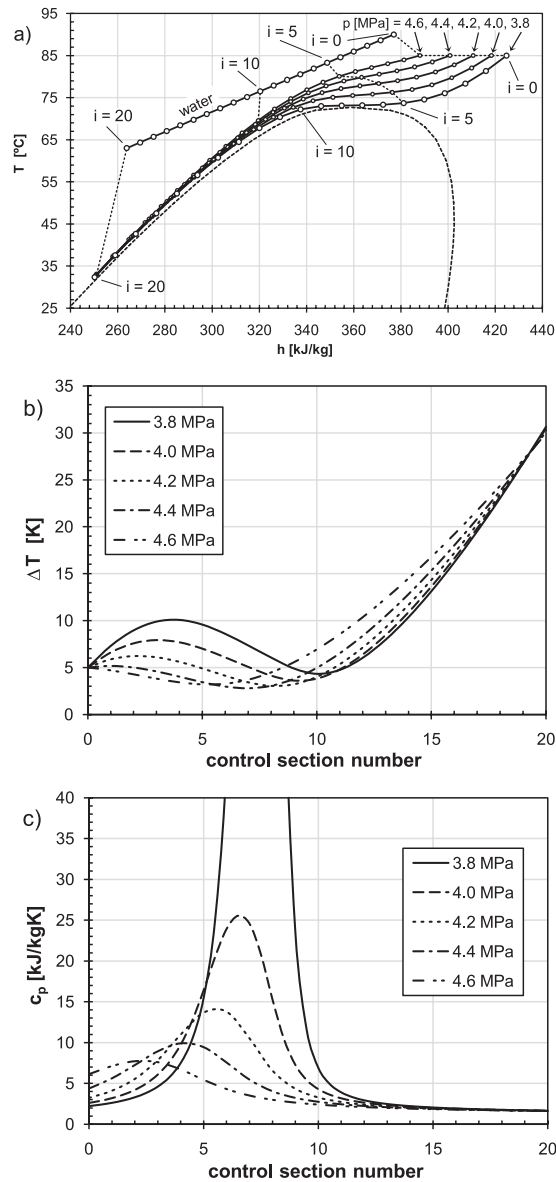 a)
p [MPa] = 4.6, 4.4, 4.2, 4.0, 3.8
i = 0
i = 5
i = 10
water
i = 20
i = 0
i = 5
i = 10
i = 20
95
85
75
65
55
45
35
25
T [ºC]
240 260 280 300 320 340 360 380 400 420 440
h [kJ/kg]
b)
35
30
25
20
15
10
5
0
Δ T [K]
3.8 MPa
4.0 MPa
4.2 MPa
4.4 MPa
4.6 MPa
0 5 10 15 20
control section number
c)
40
35
30
25
20
15
10
5
0
cp [kJ/kgK]
3.8 MPa
4.0 MPa
4.2 MPa
4.4 MPa
4.6 MPa
0 5 10 15 20
control section number